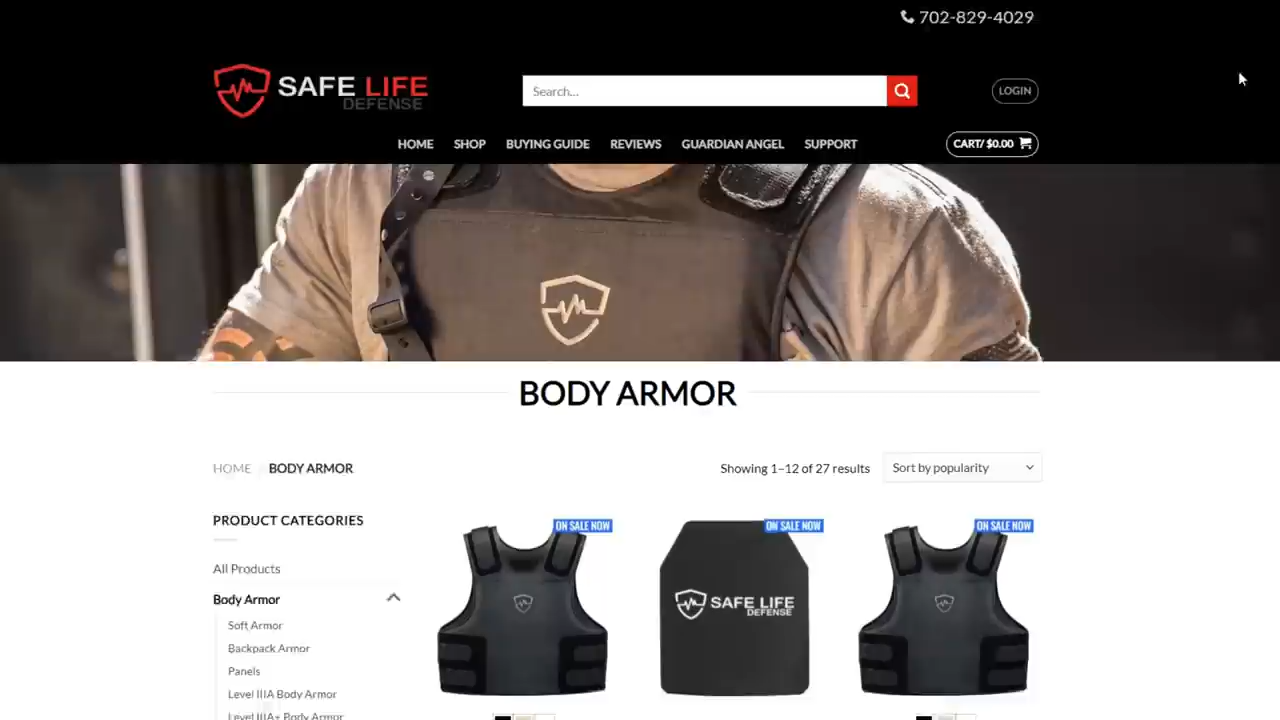 702-829-4029
SAFE LIFE
DEFENSE
Search...
LOGIN
HOME SHOP BUYING GUIDE REVIEWS GUARDIAN ANGEL SUPPORT
CART/ $0.00
BODY ARMOR
HOME BODY ARMOR
Showing 1–12 of 27 results
Sort by popularity
PRODUCT CATEGORIES
All Products
Body Armor
Soft Armor
Backpack Armor
Panels
Level IIIA Body Armor
Level IIIA+ Body Armor
ON SALE NOW
ON SALE NOW
SAFE LIFE
DEFENSE
ON SALE NOW